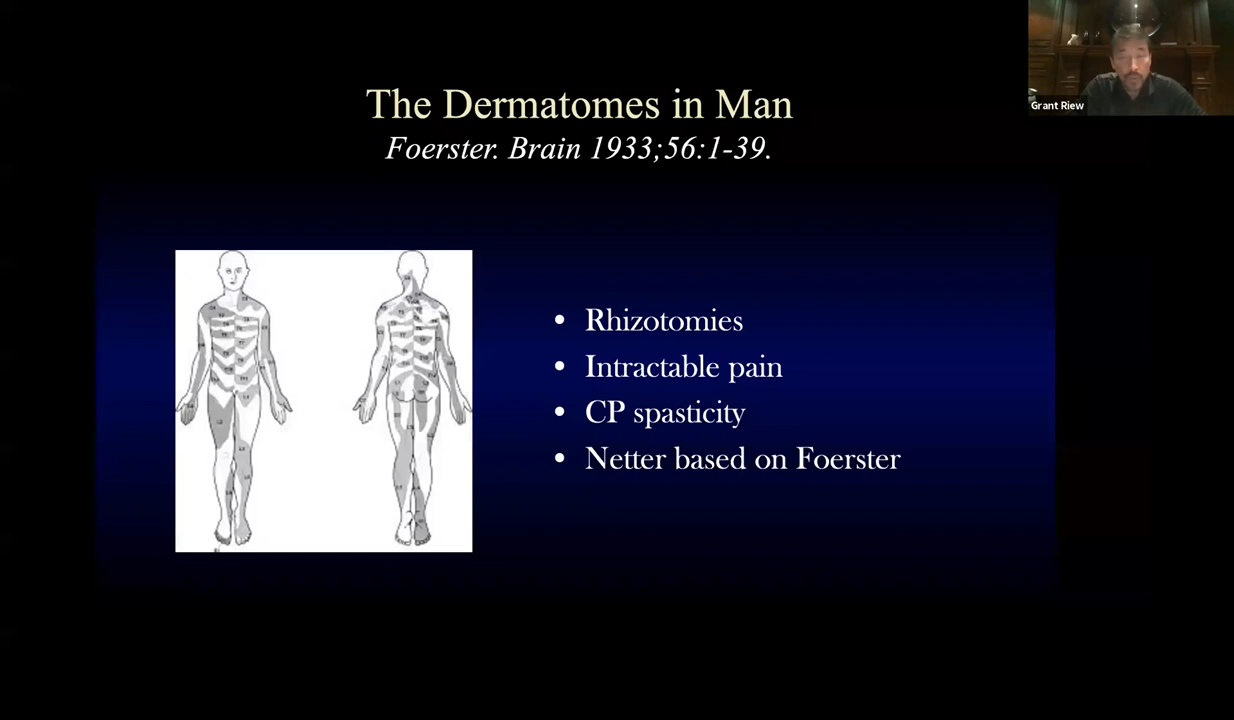 The Dermatomes in Man
Foerster. Brain 1933;56:1-39.
Grant Riew
• Rhizotomies
• Intractable pain
• CP spasticity
• Netter based on Foerster